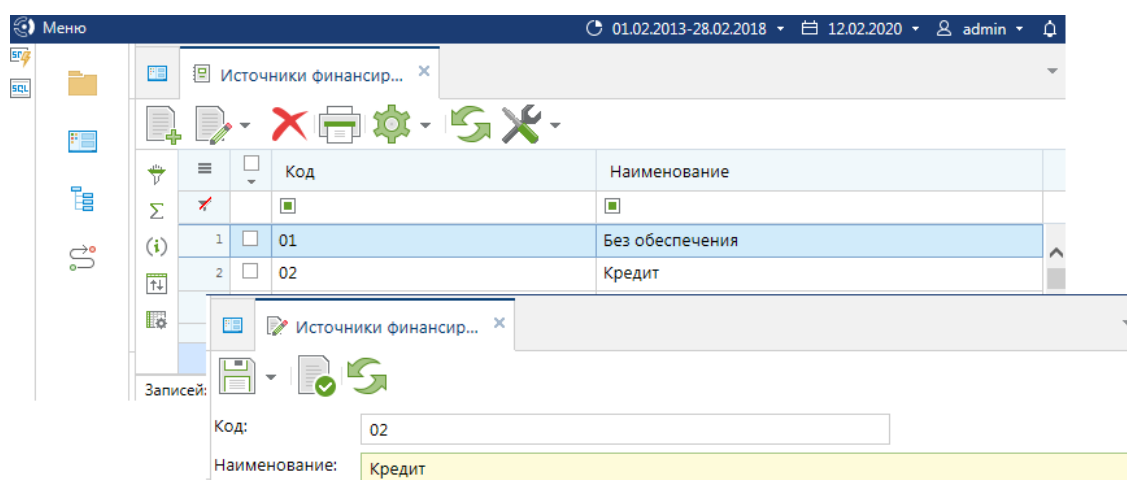 Меню 01.02.2013-28.02.2018 12.02.2020 admin
SQL
Источники финансир...
Код Наименование
1 01 Без обеспечения
2 02 Кредит
Источники финансир...
Записей:
Код: 02
Наименование: Кредит